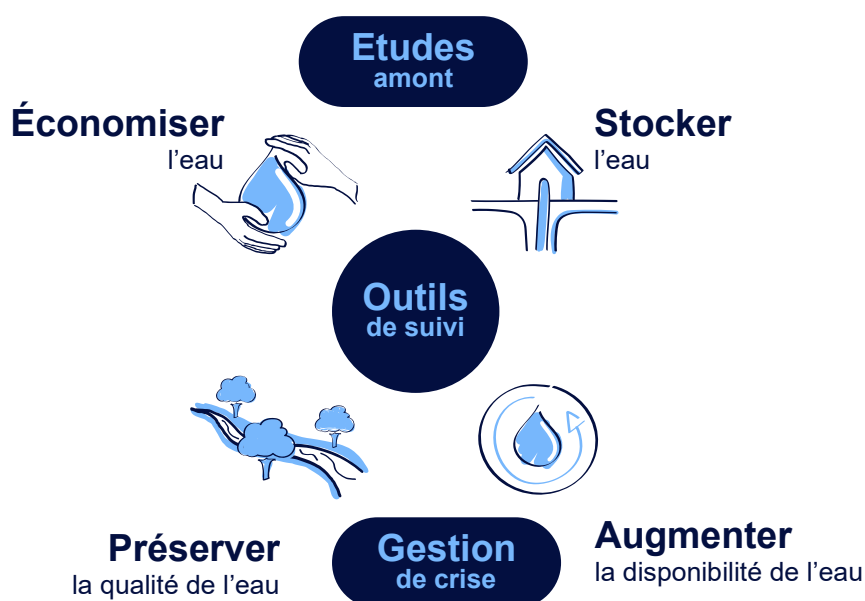 Etudes
amont
Économiser
l’eau
Stocker
l’eau
Outils
de suivi
Préserver
la qualité de l’eau
Gestion
de crise
Augmenter
la disponibilité de l’eau